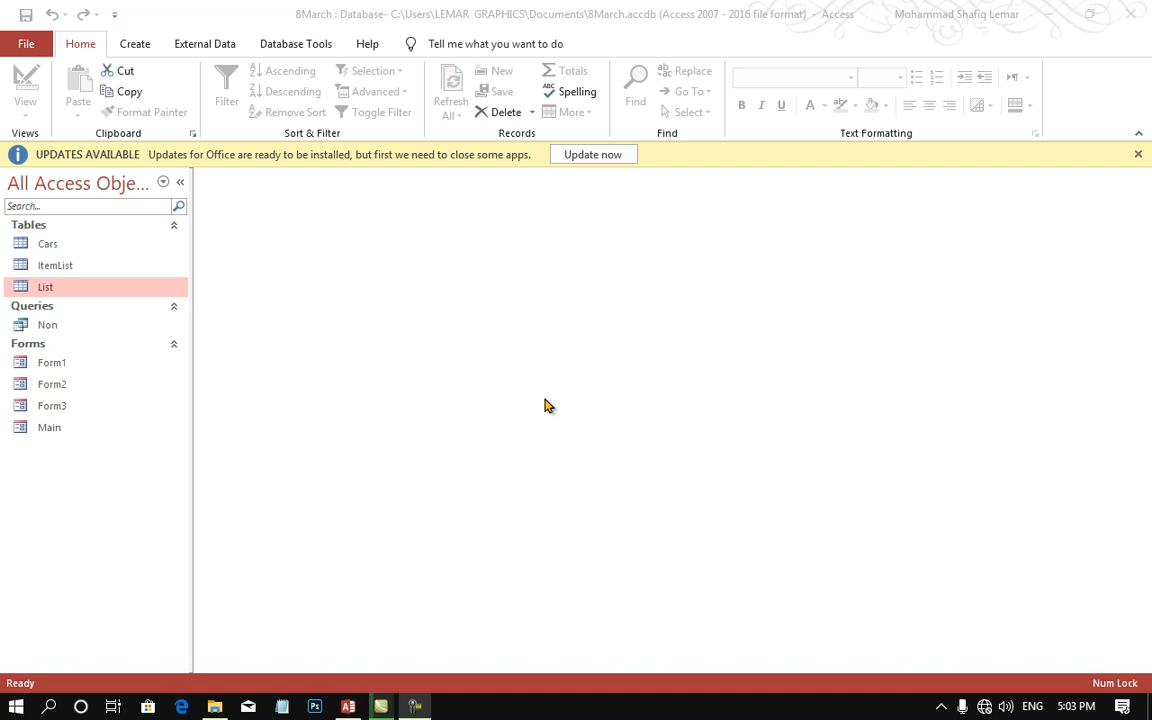 8March : Database- C:\Users\LEMAR GRAPHICS\Documents\8March.accdb (Access 2007 - 2016 file format) - Access
Mohammad Shafiq Lemar
File Home Create External Data Database Tools Help Tell me what you want to do
View
Paste
Cut
Copy
Format Painter
Filter
Ascending
Descending
Remove Sort
Selection
Advanced
Toggle Filter
Refresh
All
New
Save
Delete
Totals
Spelling
More
Find
Replace
Go To
Select
B I U A
Views Clipboard Sort & Filter Records Find Text Formatting
UPDATES AVAILABLE Updates for Office are ready to be installed, but first we need to close some apps. Update now
All Access Obje...
Search...
Tables
Cars
ItemList
List
Queries
Non
Forms
Form1
Form2
Form3
Main
Ready
Num Lock
ENG 5:03 PM